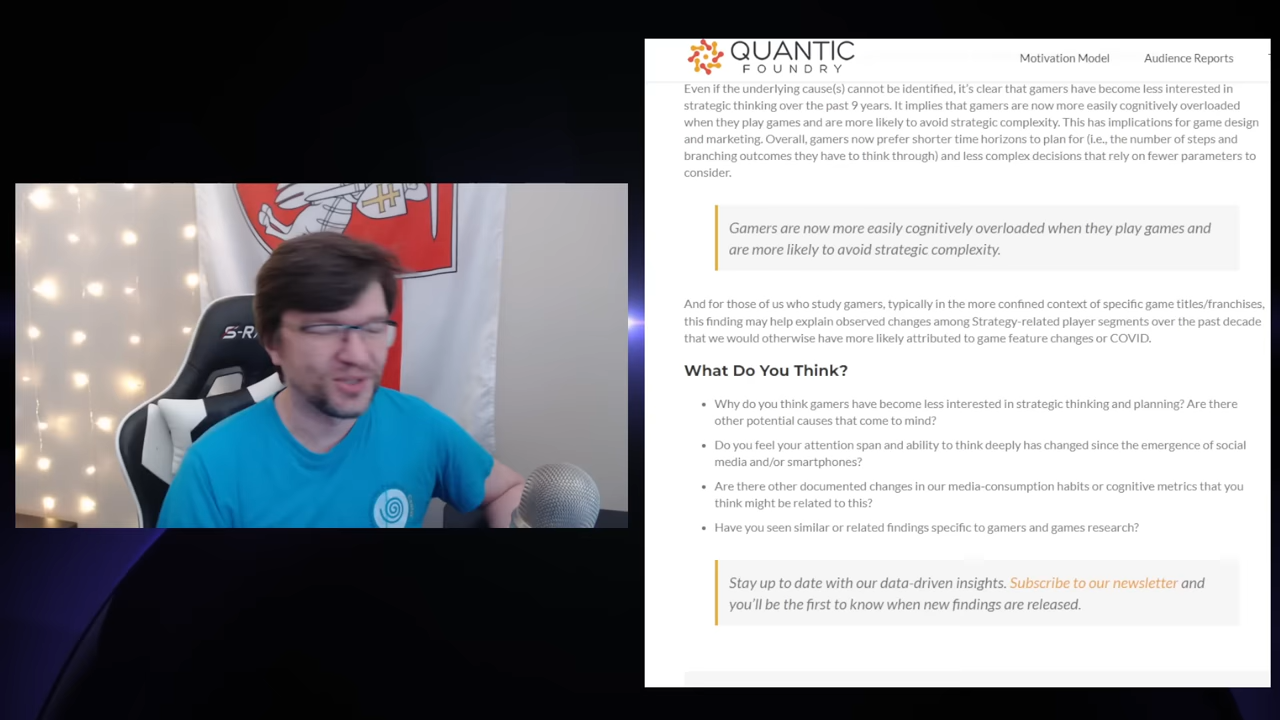 S-R
QUANTIC
FOUNDRY
Motivation Model
Audience Reports
Even if the underlying cause(s) cannot be identified, it’s clear that gamers have become less interested in
strategic thinking over the past 9 years. It implies that gamers are now more easily cognitively overloaded
when they play games and are more likely to avoid strategic complexity. This has implications for game design
and marketing. Overall, gamers now prefer shorter time horizons to plan for (i.e., the number of steps and
branching outcomes they have to think through) and less complex decisions that rely on fewer parameters to
consider.
Gamers are now more easily cognitively overloaded when they play games and
are more likely to avoid strategic complexity.
And for those of us who study gamers, typically in the more confined context of specific game titles/franchises,
this finding may help explain observed changes among Strategy-related player segments over the past decade
that we would otherwise have more likely attributed to game feature changes or COVID.
What Do You Think?
• Why do you think gamers have become less interested in strategic thinking and planning? Are there
other potential causes that come to mind?
• Do you feel your attention span and ability to think deeply has changed since the emergence of social
media and/or smartphones?
• Are there other documented changes in our media-consumption habits or cognitive metrics that you
think might be related to this?
• Have you seen similar or related findings specific to gamers and games research?
Stay up to date with our data-driven insights. Subscribe to our newsletter and
you’ll be the first to know when new findings are released.